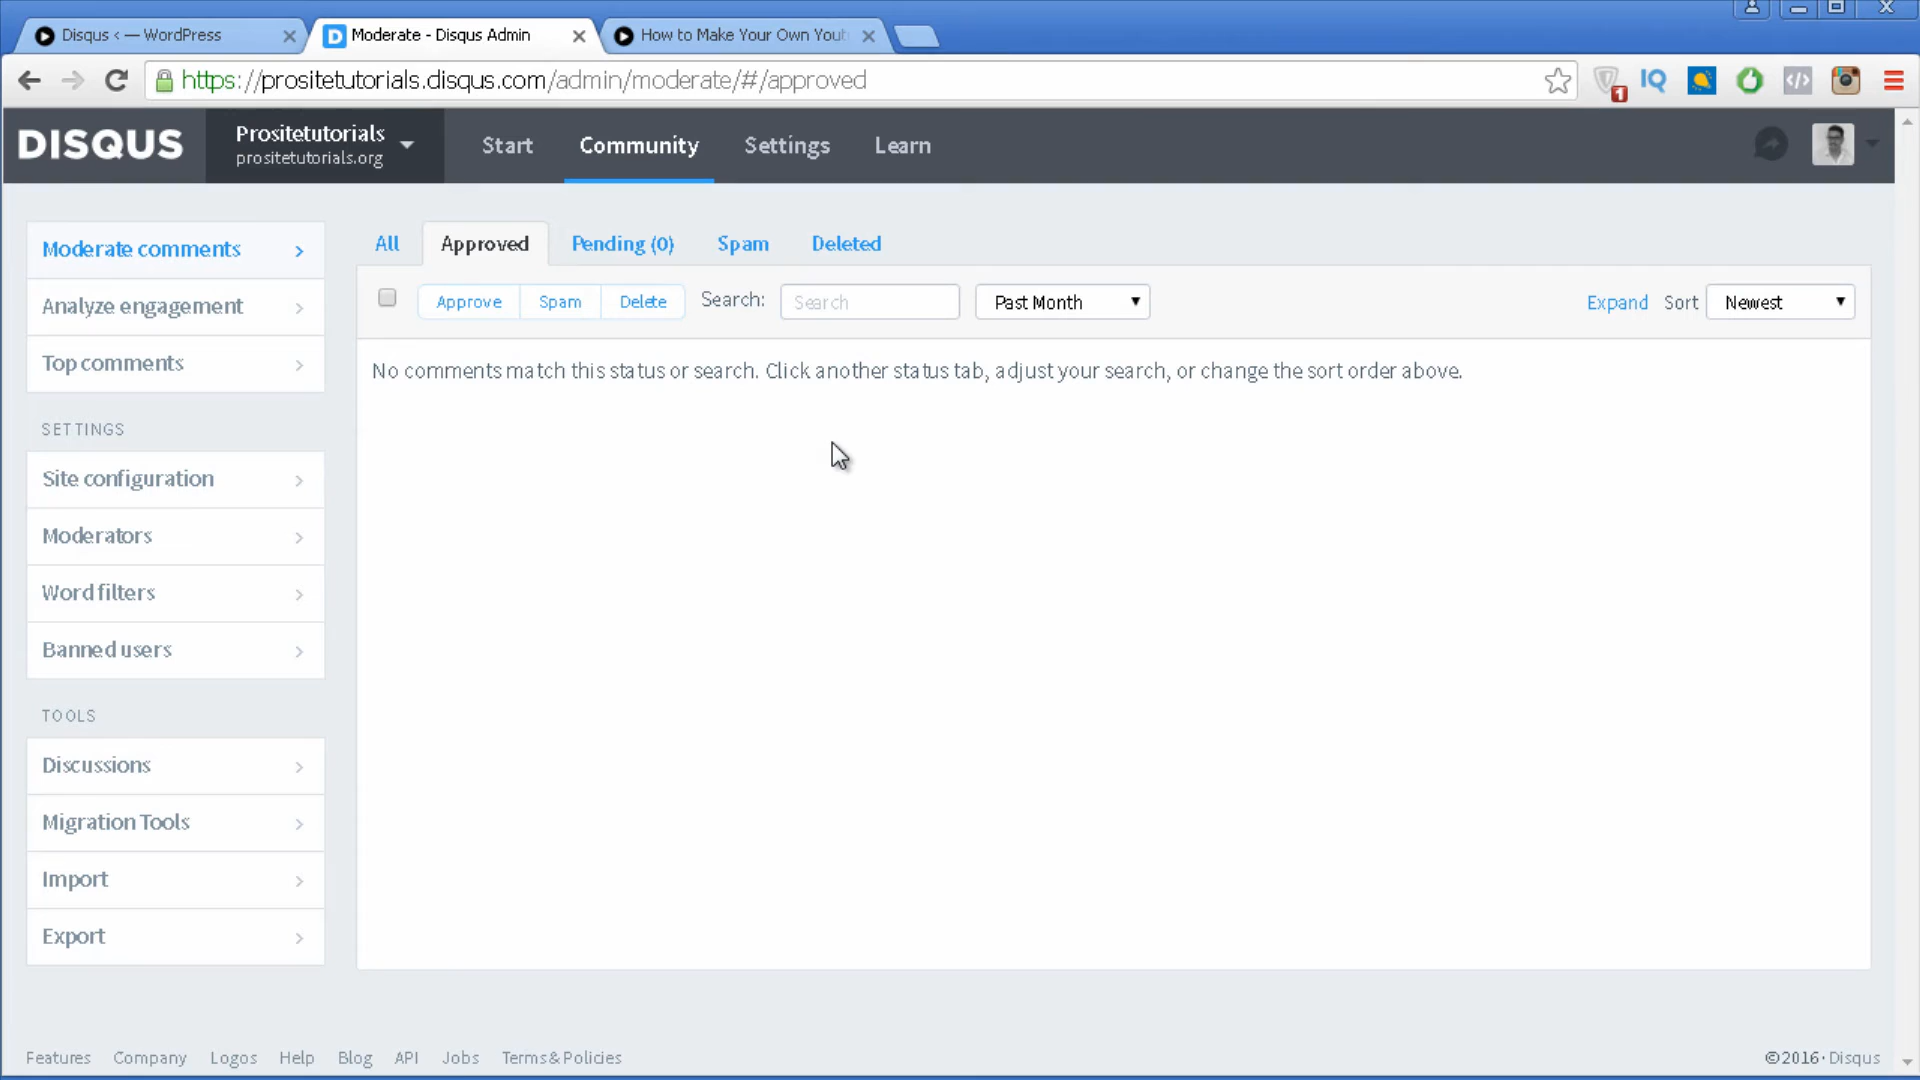 Disqus < — WordPress
Moderate - Disqus Admin
How to Make Your Own Yout
https://prositetutorials.disqus.com/admin/moderate/#/approved
1
IQ
DISQUS
Prositetutorials
prositetutorials.org
Start
Community
Settings
Learn
Moderate comments
Analyze engagement
Top comments
SETTINGS
Site configuration
Moderators
Word filters
Banned users
TOOLS
Discussions
Migration Tools
Import
Export
All
Approved
Pending (0)
Spam
Deleted
Approve
Spam
Delete
Search:
Search
Past Month
Expand
Sort
Newest
No comments match this status or search. Click another status tab, adjust your search, or change the sort order above.
Features
Company
Logos
Help
Blog
API
Jobs
Terms & Policies
©2016 · Disqus